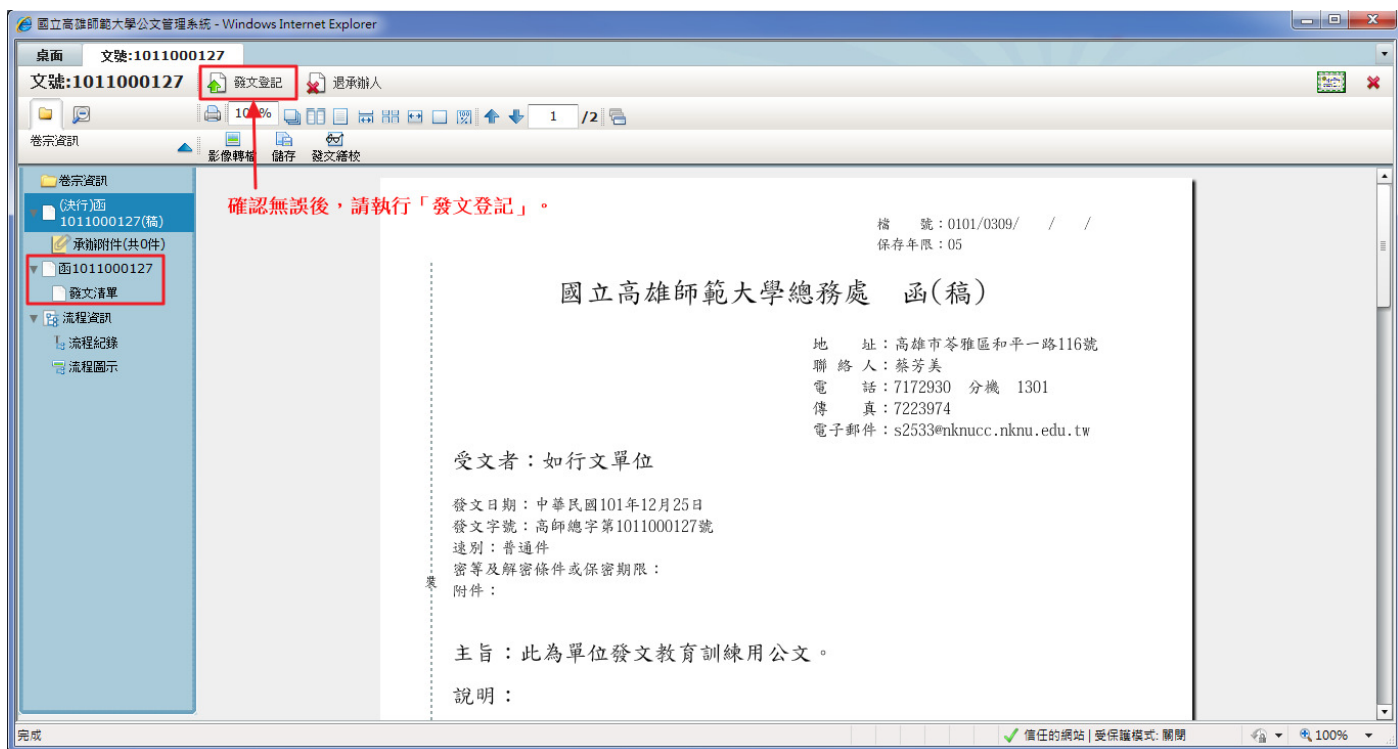 國立高雄師範大學公文管理系統 - Windows Internet Explorer
桌面 文號:1011000127
文號:1011000127 發文登記 退承辦人
1 /2
卷宗資訊
影像轉檔 儲存 發文繕校
卷宗資訊
(決行)函
1011000127(稿)
承辦附件(共0件)
函1011000127
發文清單
流程資訊
流程紀錄
流程圖示
確認無誤後，請執行「發文登記」。
檔 號：0101/0309/ / /
保存年限：05
國立高雄師範大學總務處 函(稿)
地 址：高雄市苓雅區和平一路116號
聯 絡 人：蔡芳美
電 話：7172930 分機 1301
傳 真：7223974
電子郵件：s2533@nknucc.nknu.edu.tw
受文者：如行文單位
發文日期：中華民國101年12月25日
發文字號：高師總字第1011000127號
速別：普通件
密等及解密條件或保密期限：
附件：
裝
主旨：此為單位發文教育訓練用公文。
說明：
完成 信任的網站 | 受保護模式: 關閉 100%